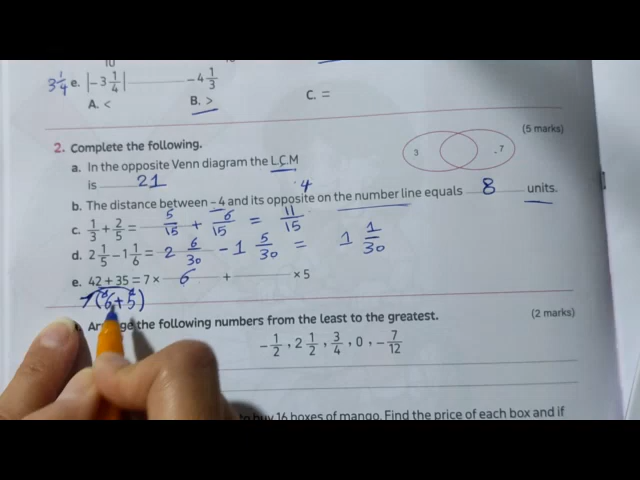 3 1/4 e. |-3 1/4| -4 1/3
A. < B. > C. =
2. Complete the following. (5 marks)
a. In the opposite Venn diagram the L.C.M 3 .7
is 21
.4
b. The distance between -4 and its opposite on the number line equals 8 units.
c. 1/3 + 2/5 = 5/15 + 6/15 = 11/15
d. 2 1/5 - 1 1/6 = 2 6/30 - 1 5/30 = 1 1/30
e. 42 + 35 = 7 × 6 + × 5
7(6+5)
Arrange the following numbers from the least to the greatest. (2 marks)
-1/2 , 2 1/2 , 3/4 , 0 , -7/12
to buy 16 boxes of mango. Find the price of each box and if